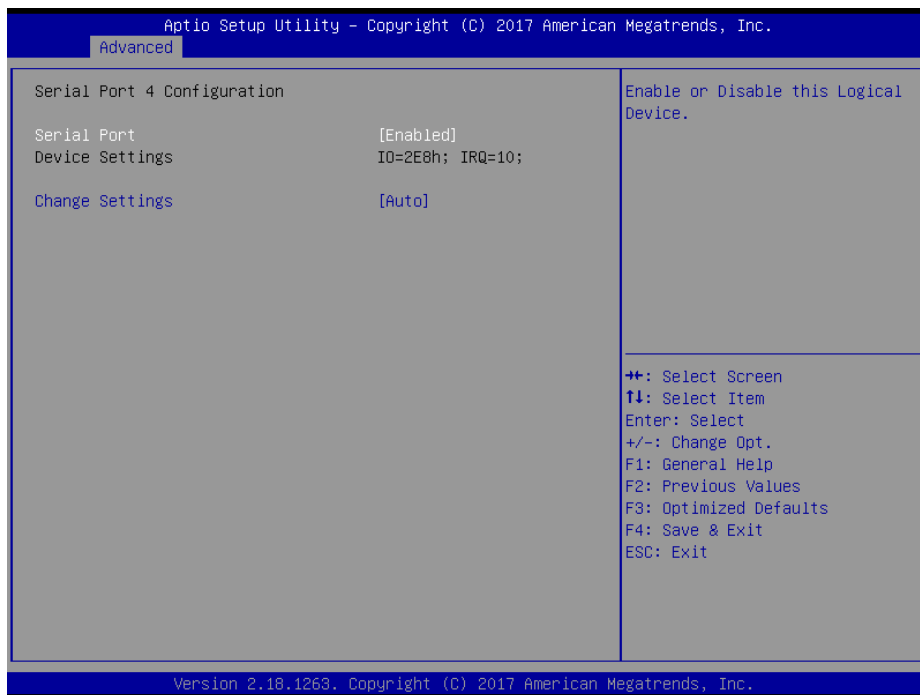 Aptio Setup Utility – Copyright (C) 2017 American Megatrends, Inc.
Advanced
Serial Port 4 Configuration
Serial Port [Enabled]
Device Settings IO=2E8h; IRQ=10;
Change Settings [Auto]
Enable or Disable this Logical
Device.
→←: Select Screen
↑↓: Select Item
Enter: Select
+/-: Change Opt.
F1: General Help
F2: Previous Values
F3: Optimized Defaults
F4: Save & Exit
ESC: Exit
Version 2.18.1263. Copyright (C) 2017 American Megatrends, Inc.